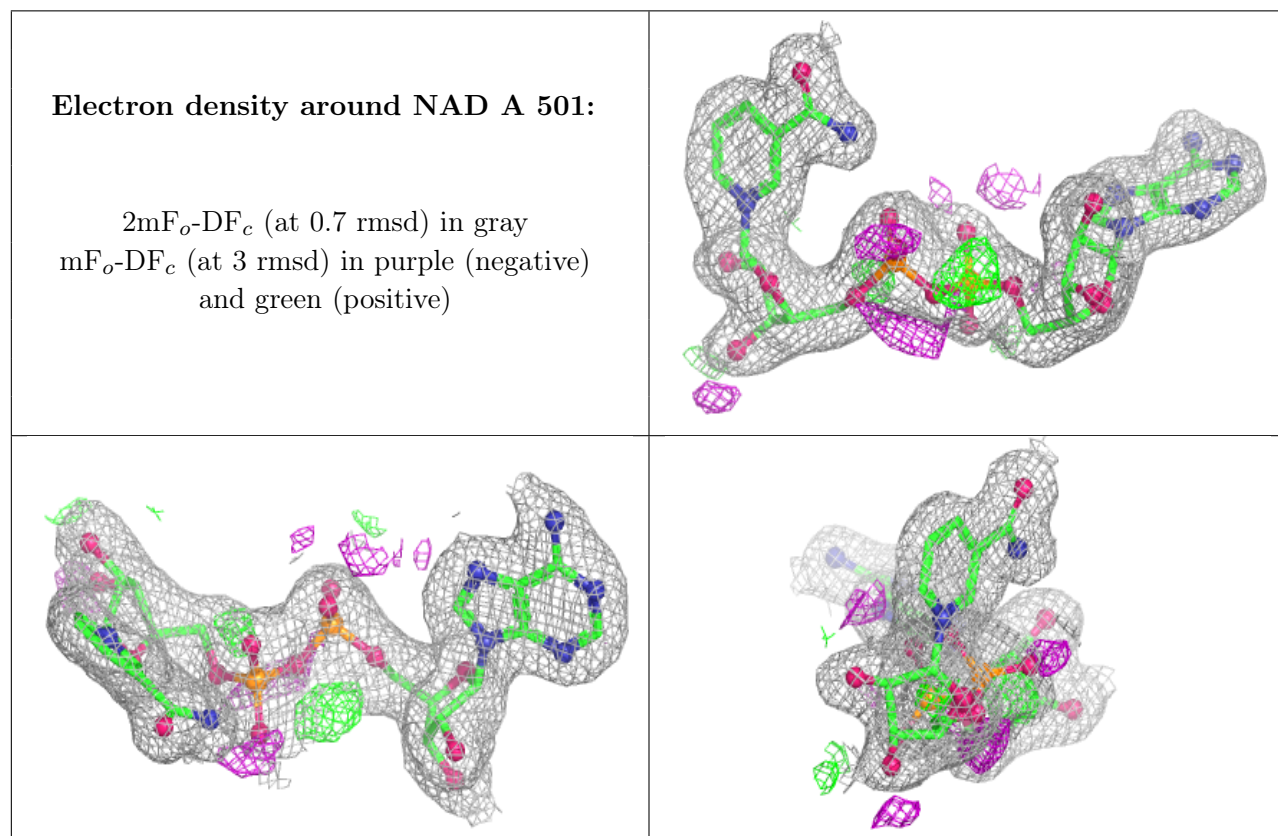 Electron density around NAD A 501:
2mFₒ-DF𝒸 (at 0.7 rmsd) in gray
mFₒ-DF𝒸 (at 3 rmsd) in purple (negative)
and green (positive)